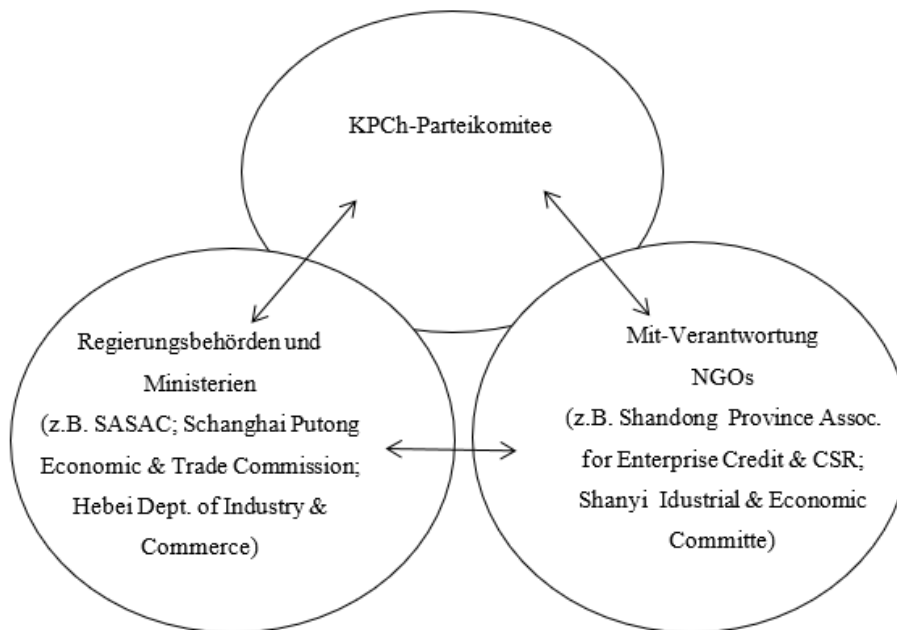 KPCh-Parteikomitee
Regierungsbehörden und
Ministerien
(z.B. SASAC; Schanghai Putong
Economic & Trade Commission;
Hebei Dept. of Industry &
Commerce)
Mit-Verantwortung
NGOs
(z.B. Shandong Province Assoc.
for Enterprise Credit & CSR;
Shanyi Idustrial & Economic
Committe)